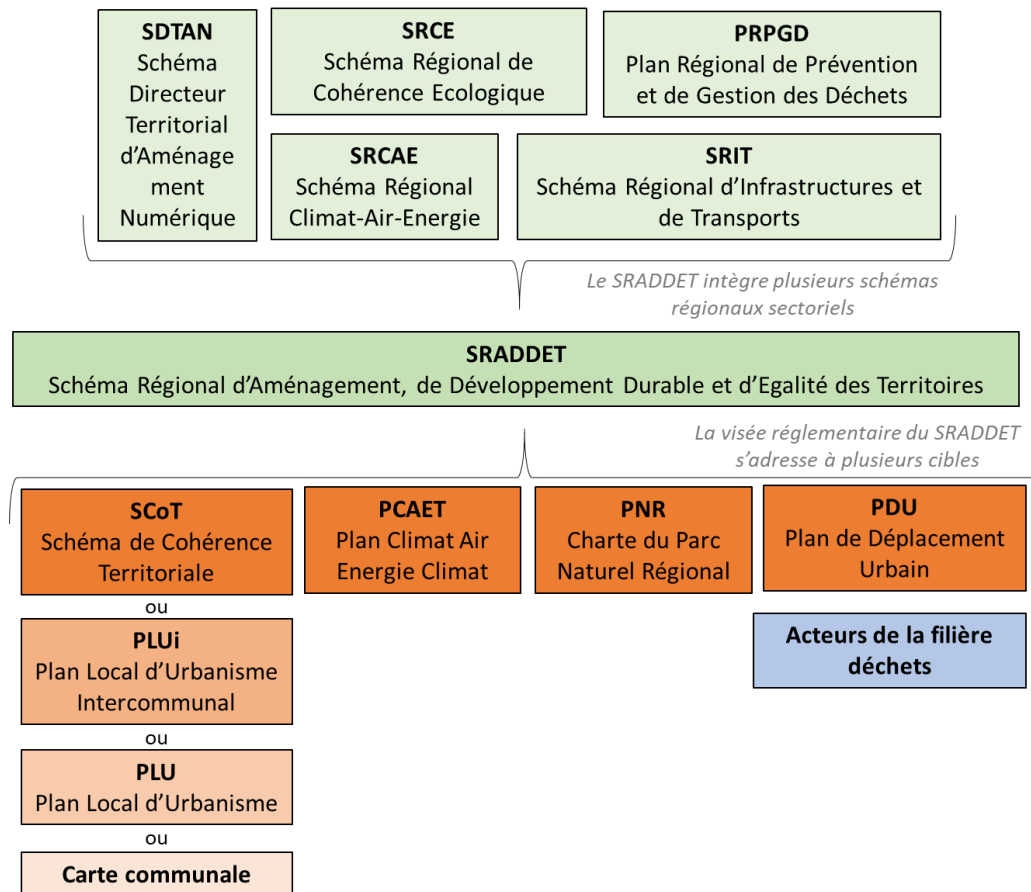 SDTAN
Schéma
Directeur
Territorial
d’Aménage
ment
Numérique
SRCE
Schéma Régional de
Cohérence Ecologique
PRPGD
Plan Régional de Prévention
et de Gestion des Déchets
SRCAE
Schéma Régional
Climat-Air-Energie
SRIT
Schéma Régional d’Infrastructures et
de Transports
Le SRADDET intègre plusieurs schémas
régionaux sectoriels
SRADDET
Schéma Régional d’Aménagement, de Développement Durable et d’Egalité des Territoires
La visée réglementaire du SRADDET
s’adresse à plusieurs cibles
SCoT
Schéma de Cohérence
Territoriale
ou
PLUi
Plan Local d’Urbanisme
Intercommunal
ou
PLU
Plan Local d’Urbanisme
ou
Carte communale
PCAET
Plan Climat Air
Energie Climat
PNR
Charte du Parc
Naturel Régional
PDU
Plan de Déplacement
Urbain
Acteurs de la filière
déchets